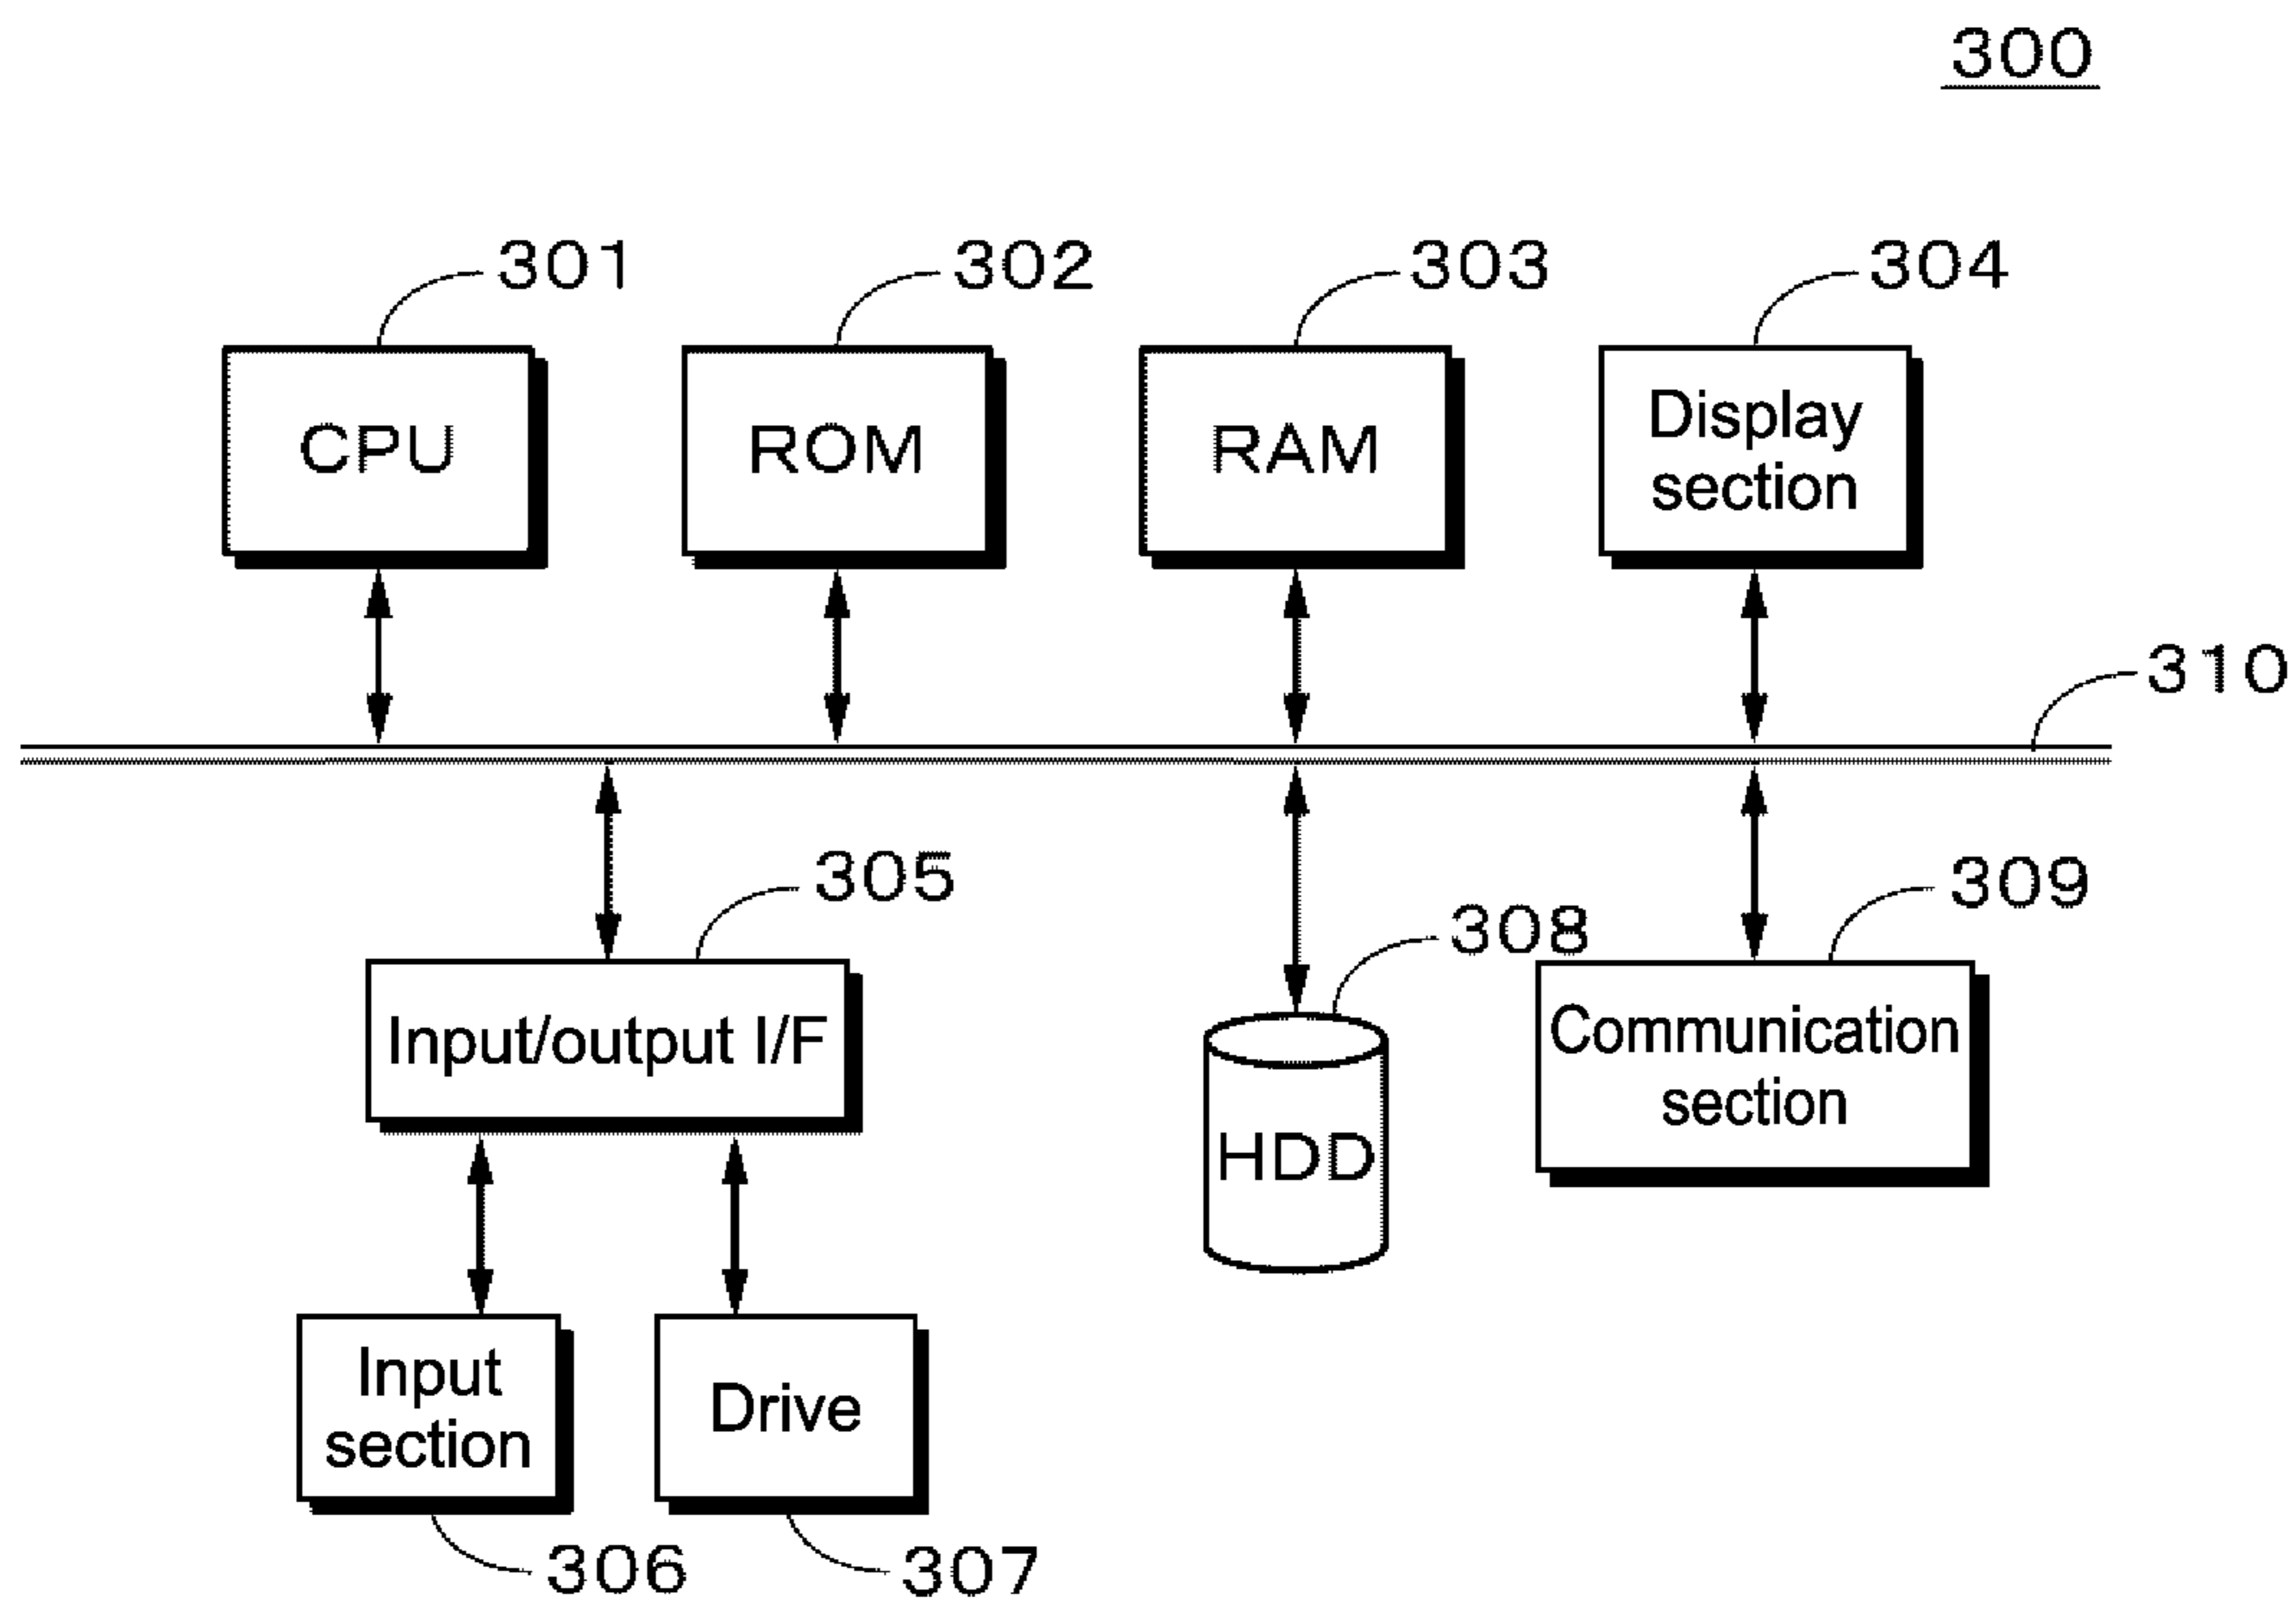 300
301
302
303
304
CPU
ROM
RAM
Display
section
310
305
308
309
Input/output I/F
HDD
Communication
section
Input
section
Drive
306
307